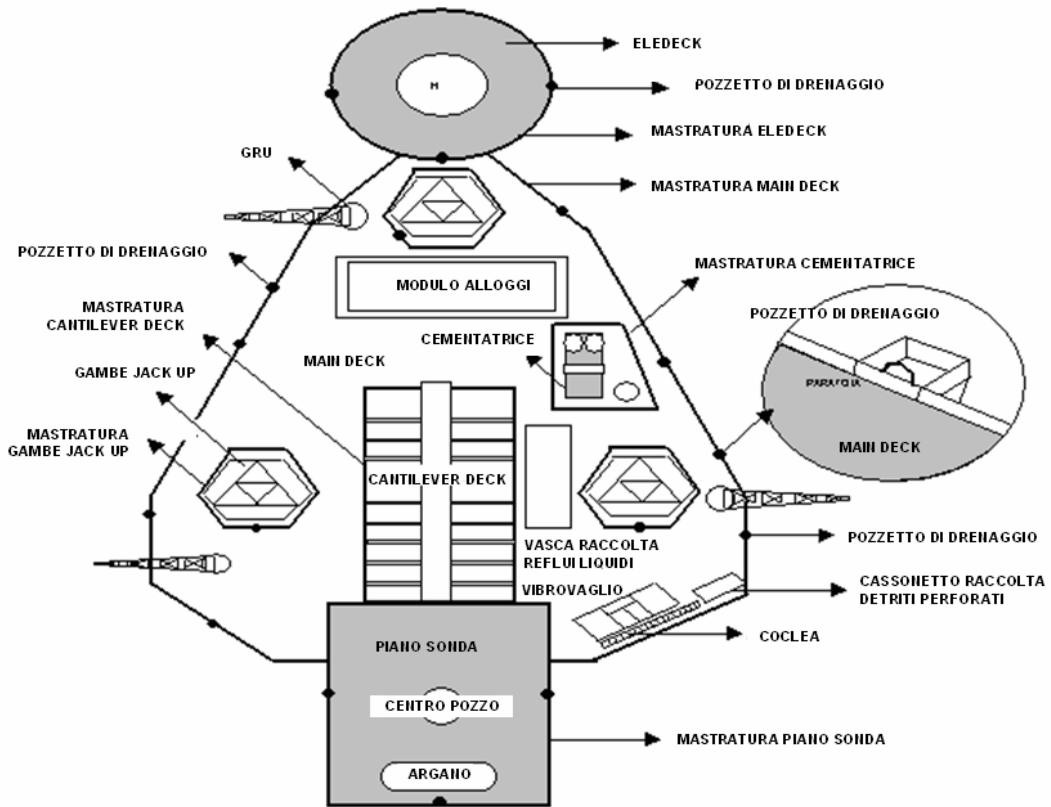 ELEDECK
H
POZZETTO DI DRENAGGIO
MASTRATURA ELEDECK
GRU
MASTRATURA MAIN DECK
POZZETTO DI DRENAGGIO
MASTRATURA CEMENTATRICE
MODULO ALLOGGI
MASTRATURA
CANTILEVER DECK
POZZETTO DI DRENAGGIO
CEMENTATRICE
MAIN DECK
GAMBE JACK UP
MAIN DECK
MASTRATURA
GAMBE JACK UP
CANTILEVER DECK
VASCA RACCOLTA
REFLUI LIQUIDI
POZZETTO DI DRENAGGIO
VIBROVAGLIO
CASSONETTO RACCOLTA
DETRITI PERFORATI
COCLEA
PIANO SONDA
CENTRO POZZO
MASTRATURA PIANO SONDA
ARGANO